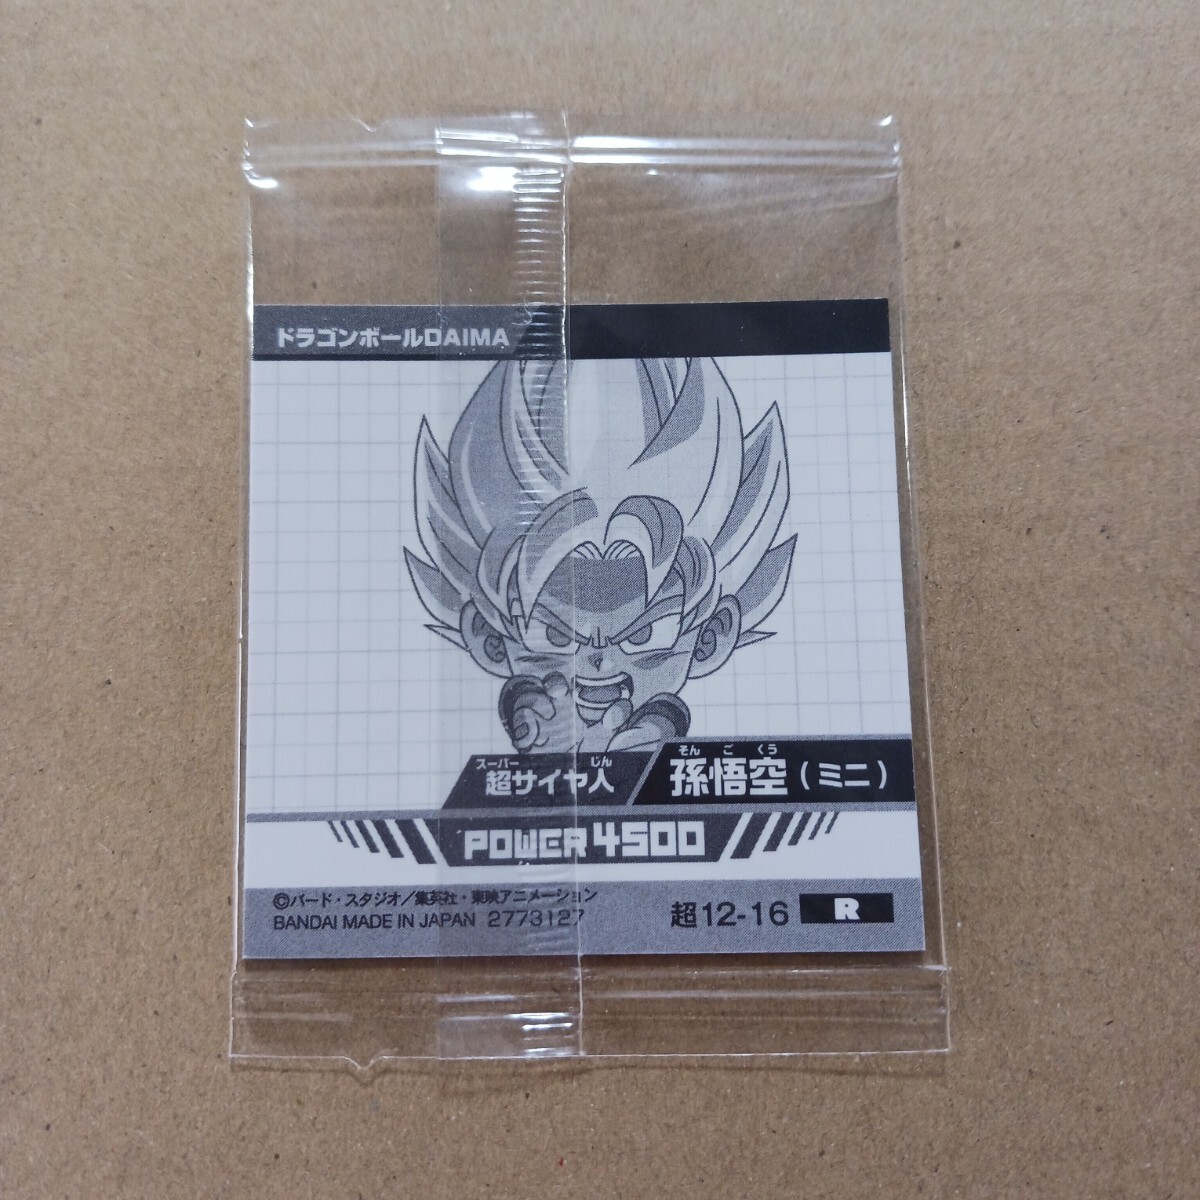 ドラゴンボールDAIMA
スーパー じん
超サイヤ人
そん ご くう
孫悟空(ミニ)
POWER 4500
©バード・スタジオ/集英社・東映アニメーション
BANDAI MADE IN JAPAN 2773127
超12-16 R